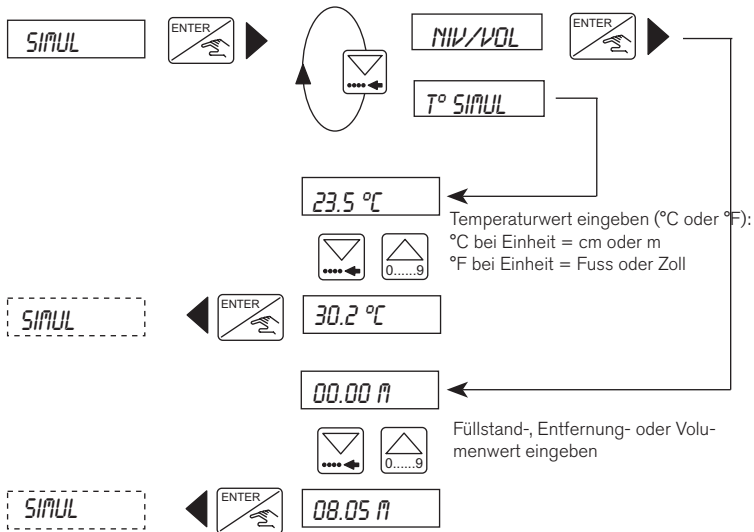 SIMUL
ENTER
NIV/VOL
ENTER
T° SIMUL
23.5 °C
Temperaturwert eingeben (°C oder °F):
°C bei Einheit = cm oder m
°F bei Einheit = Fuss oder Zoll
0......9
SIMUL
ENTER
30.2 °C
00.00 M
Füllstand-, Entfernung- oder Volu-
menwert eingeben
0......9
SIMUL
ENTER
08.05 M